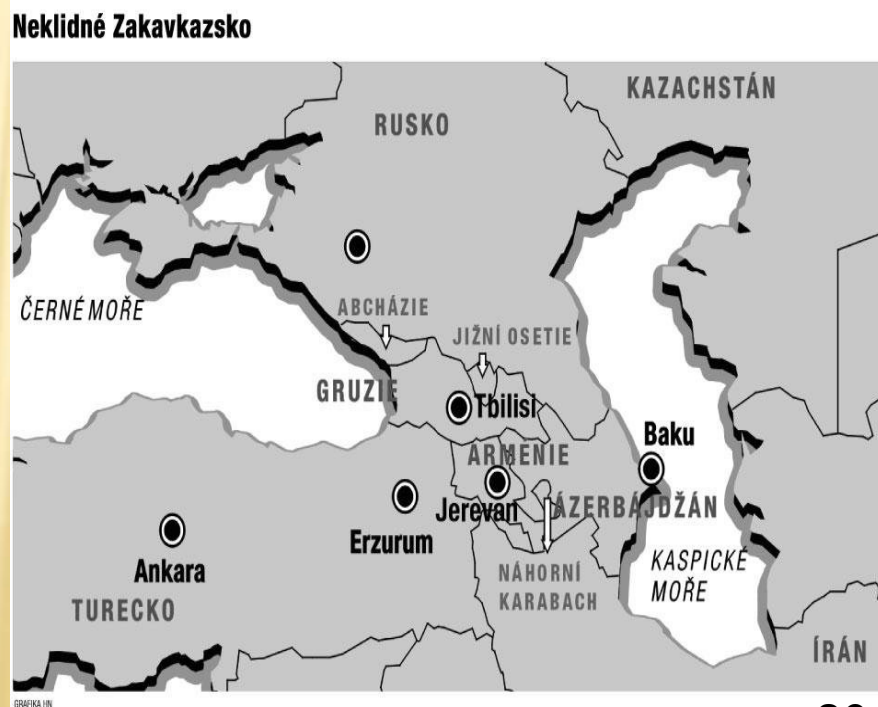 Neklidné Zakavkazsko
KAZACHSTÁN
RUSKO
ČERNÉ MOŘE
ABCHÁZIE
JIŽNÍ OSETIE
GRUZIE
Tbilisi
Baku
ARMENIE
Jerevan
ÁZERBÁJDŽÁN
Erzurum
Ankara
KASPICKÉ
MOŘE
NÁHORNÍ
KARABACH
TURECKO
ÍRÁN
GRAFIKA HN